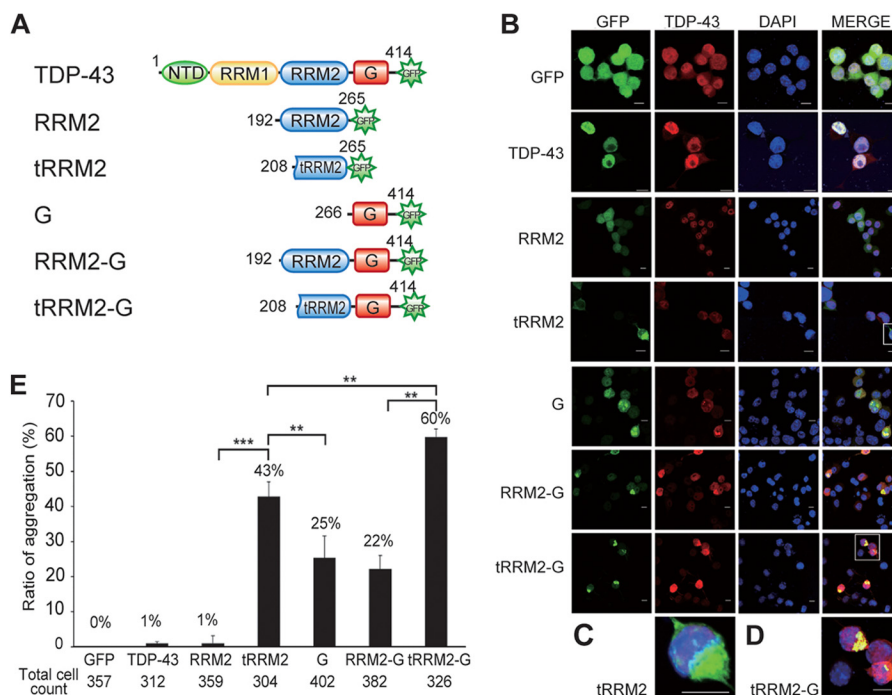 A
1
414
TDP-43
NTD
RRM1
RRM2
G
GFP
265
RRM2
192
RRM2
GFP
265
tRRM2
208
tRRM2
GFP
414
G
266
G
GFP
414
RRM2-G
192
RRM2
G
GFP
414
tRRM2-G
208
tRRM2
G
GFP
B
GFP TDP-43 DAPI MERGE
GFP
TDP-43
RRM2
tRRM2
G
RRM2-G
tRRM2-G
C
tRRM2
D
tRRM2-G
E
Ratio of aggregation (%)
70
60
50
40
30
20
10
0
**
**
***
**
0% 1% 1% 43% 25% 22% 60%
GFP TDP-43 RRM2 tRRM2 G RRM2-G tRRM2-G
Total cell
count
357 312 359 304 402 382 326